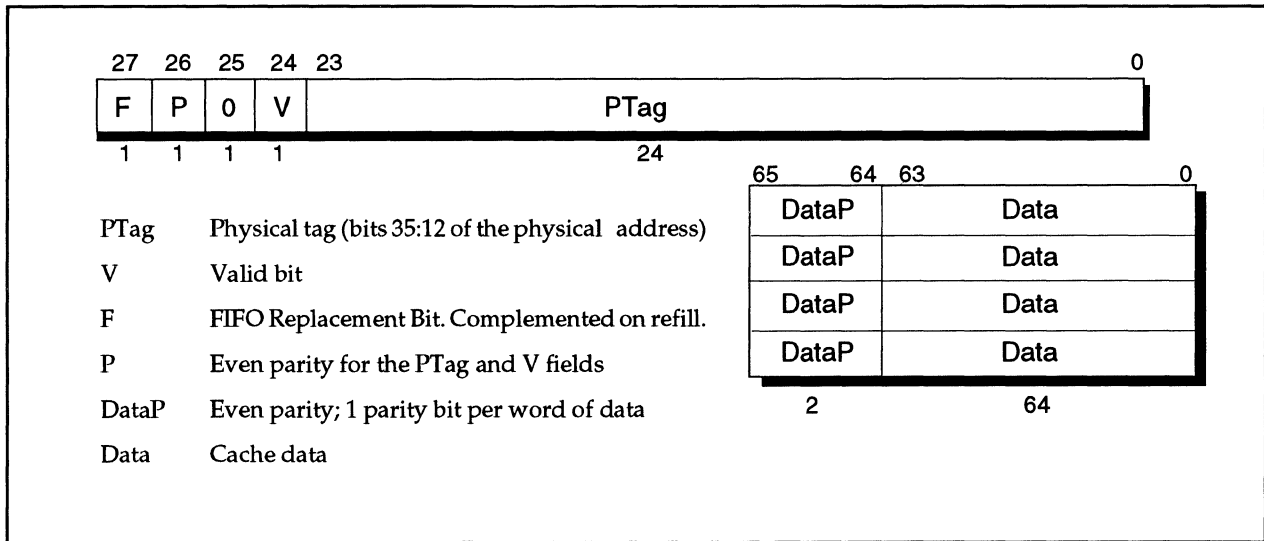 27 26 25 24 23 0
F P 0 V PTag
1 1 1 1 24
65 64 63 0
DataP Data
DataP Data
DataP Data
DataP Data
2 64
PTag Physical tag (bits 35:12 of the physical address)
V Valid bit
F FIFO Replacement Bit. Complemented on refill.
P Even parity for the PTag and V fields
DataP Even parity; 1 parity bit per word of data
Data Cache data